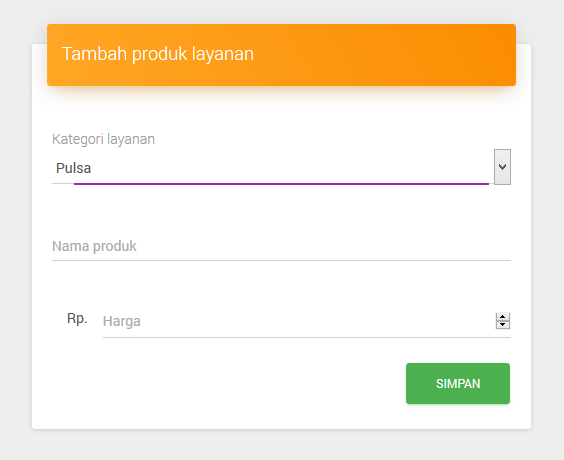 Tambah produk layanan
Kategori layanan
Pulsa
Nama produk
Rp. Harga
SIMPAN